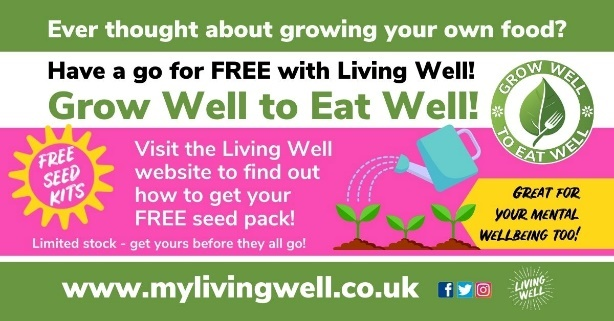 Ever thought about growing your own food?
Have a go for FREE with Living Well!
Grow Well to Eat Well!
GROW WELL
TO EAT WELL
FREE
SEED
KITS
Visit the Living Well
website to find out
how to get your
FREE seed pack!
Limited stock - get yours before they all go!
GREAT FOR
YOUR MENTAL
WELLBEING TOO!
www.mylivingwell.co.uk
LIVING
WELL